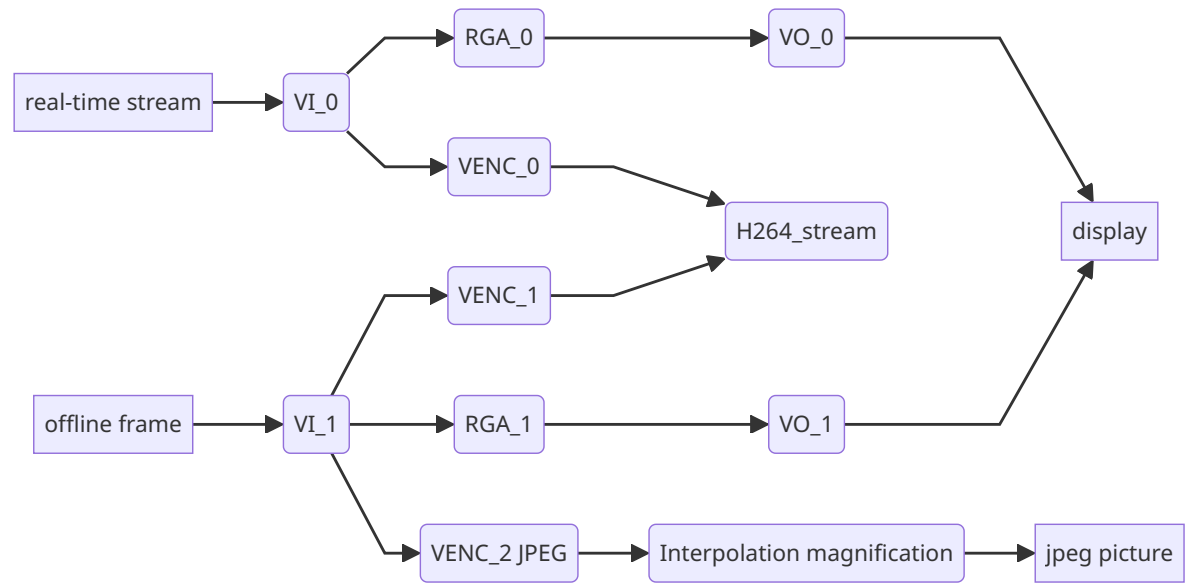 RGA_0
VO_0
real-time stream
VI_0
VENC_0
H264_stream
display
VENC_1
offline frame
VI_1
RGA_1
VO_1
VENC_2 JPEG
Interpolation magnification
jpeg picture